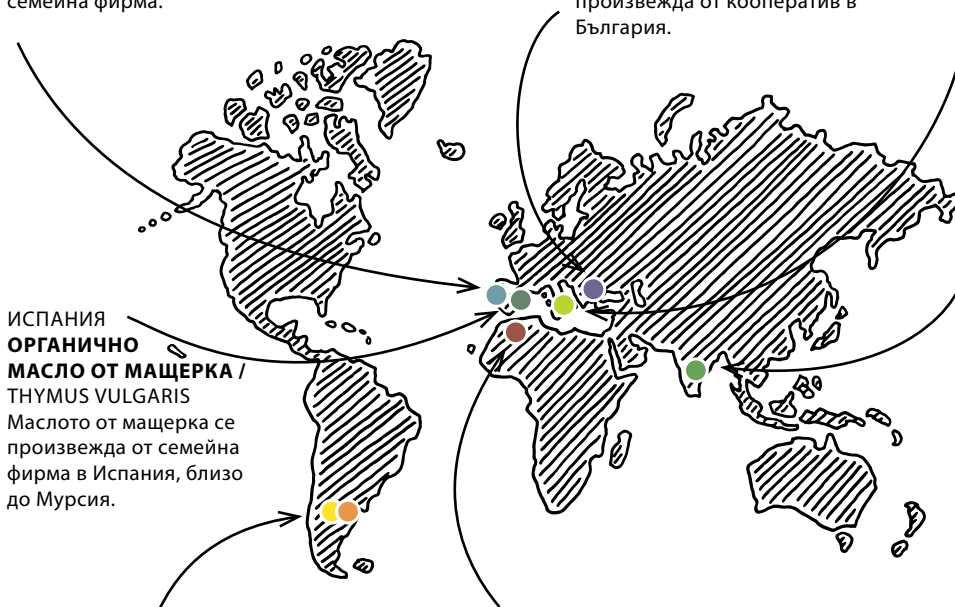 семейна фирма.
произвежда от кооператив в
България.
ИСПАНИЯ
ОРГАНИЧНО
МАСЛО ОТ МАЩЕРКА /
THYMUS VULGARIS
Маслото от мащерка се
произвежда от семейна
фирма в Испания, близо
до Мурсия.